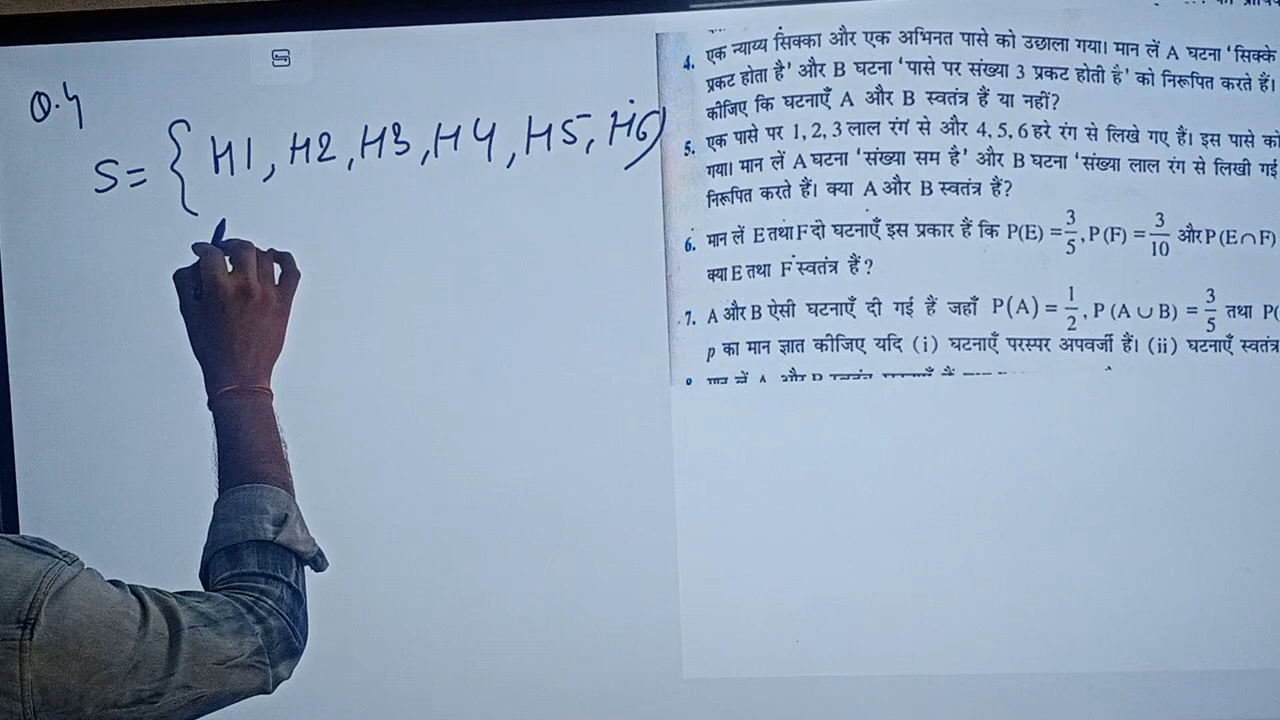 Q.4
S= { H1, H2, H3, H4, H5, H6,
4. एक न्याय्य सिक्का और एक अभिनत पासे को उछाला गया। मान लें A घटना ‘सिक्के
प्रकट होता है’ और B घटना ‘पासे पर संख्या 3 प्रकट होती है’ को निरूपित करते हैं।
कीजिए कि घटनाएँ A और B स्वतंत्र हैं या नहीं?
5. एक पासे पर 1, 2, 3 लाल रंग से और 4, 5, 6 हरे रंग से लिखे गए हैं। इस पासे को
गया। मान लें A घटना ‘संख्या सम है’ और B घटना ‘संख्या लाल रंग से लिखी गई
निरूपित करते हैं। क्या A और B स्वतंत्र हैं?
6. मान लें E तथा F दो घटनाएँ इस प्रकार हैं कि P(E) = 3/5, P(F) = 3/10 और P(E∩F)
क्या E तथा F स्वतंत्र हैं?
7. A और B ऐसी घटनाएँ दी गई हैं जहाँ P(A) = 1/2, P(A ∪ B) = 3/5 तथा P(
p का मान ज्ञात कीजिए यदि (i) घटनाएँ परस्पर अपवर्जी हैं। (ii) घटनाएँ स्वतंत्र